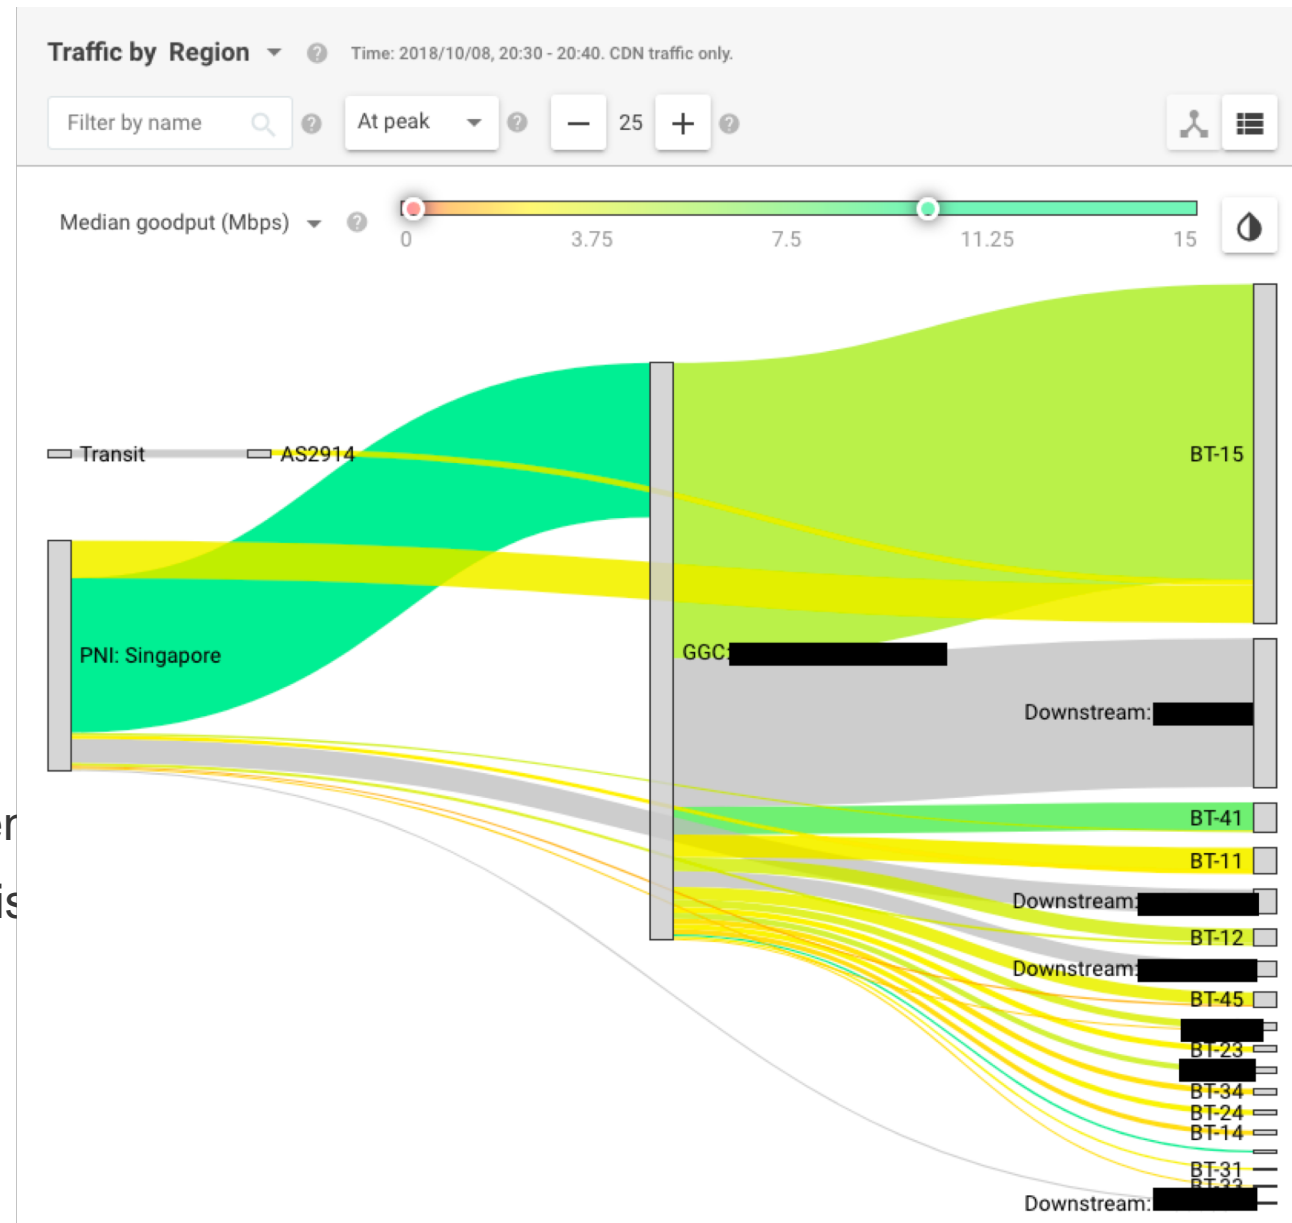 Traffic by Region
Time: 2018/10/08, 20:30 - 20:40. CDN traffic only.
Filter by name
At peak
25
Median goodput (Mbps)
0 3.75 7.5 11.25 15
Transit
AS2914
BT-15
PNI: Singapore
GGC:
Downstream:
BT-41
BT-11
Downstream:
BT-12
Downstream:
BT-45
BT-23
BT-34
BT-24
BT-14
BT-31
BT-33
Downstream: